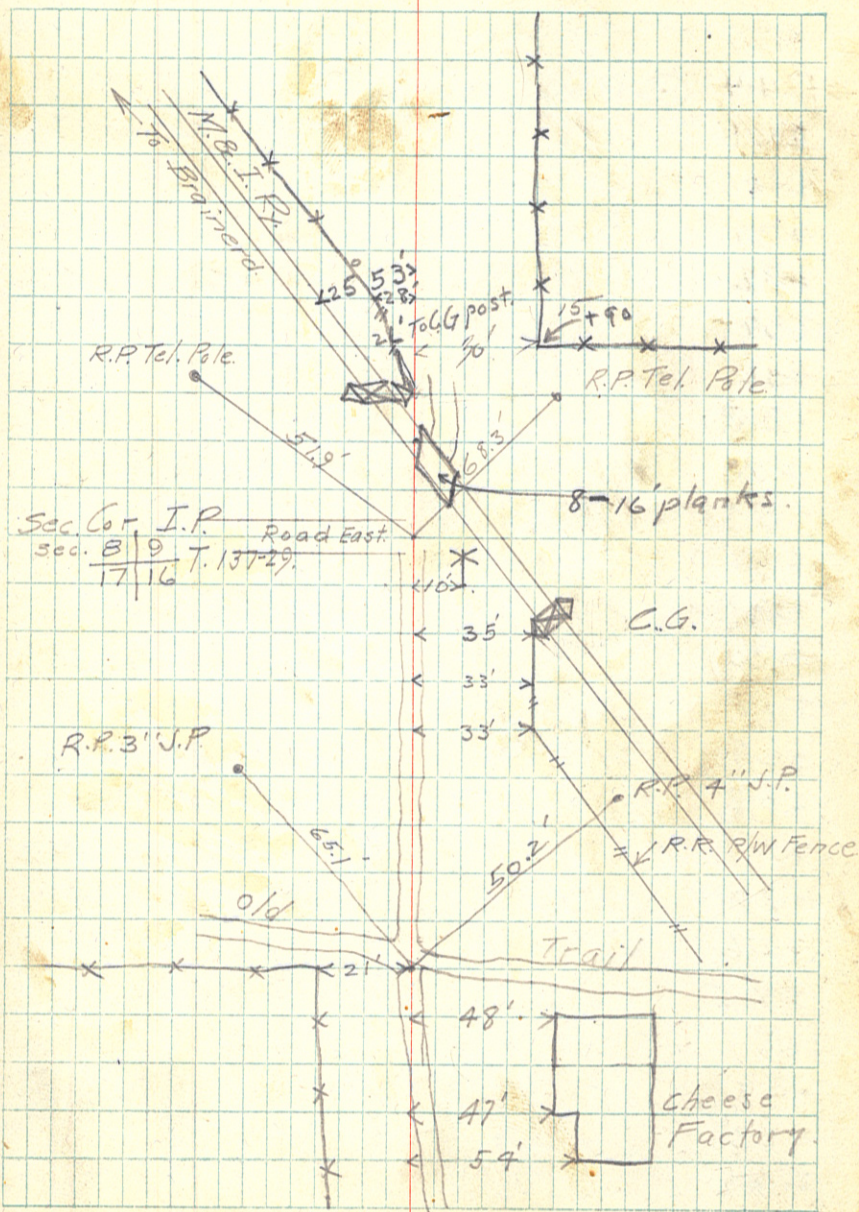 M. & I. Ry.
To Brainerd
53'
25
28'
21' To C.G post.
30'
15+90
R.P. Tel. Pole
R.P. Tel. Pole
51.9'
68.3'
8-16' planks.
Sec. Cor. I.P.
Road East.
sec. 8 9
17 16
T. 137-29.
10'
35'
C.G.
33'
33'
R.P. 3" J.P.
R.P. 4" J.P.
65.1'
50.2'
R.R. R/W Fence
Old
Trail
21'
48'
47'
54'
Cheese
Factory.